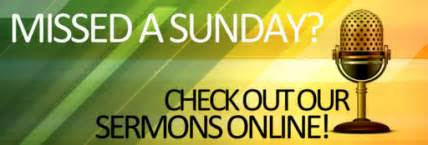 MISSED A SUNDAY?
CHECK OUT OUR
SERMONS ONLINE!